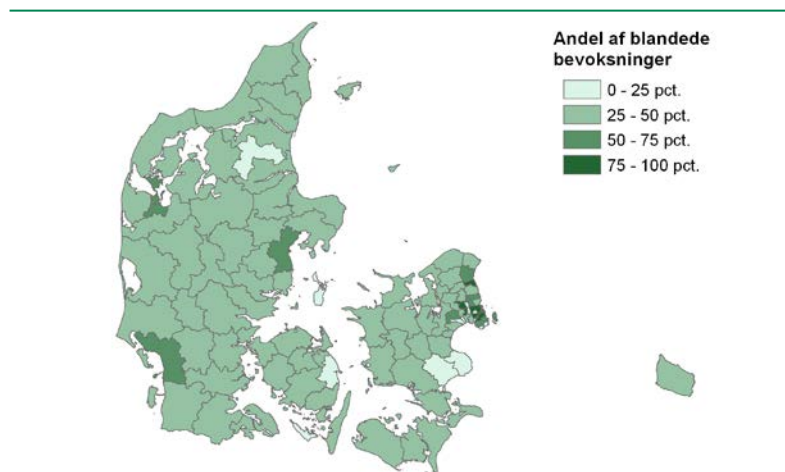 Andel af blandede
bevoksninger
0 - 25 pct.
25 - 50 pct.
50 - 75 pct.
75 - 100 pct.